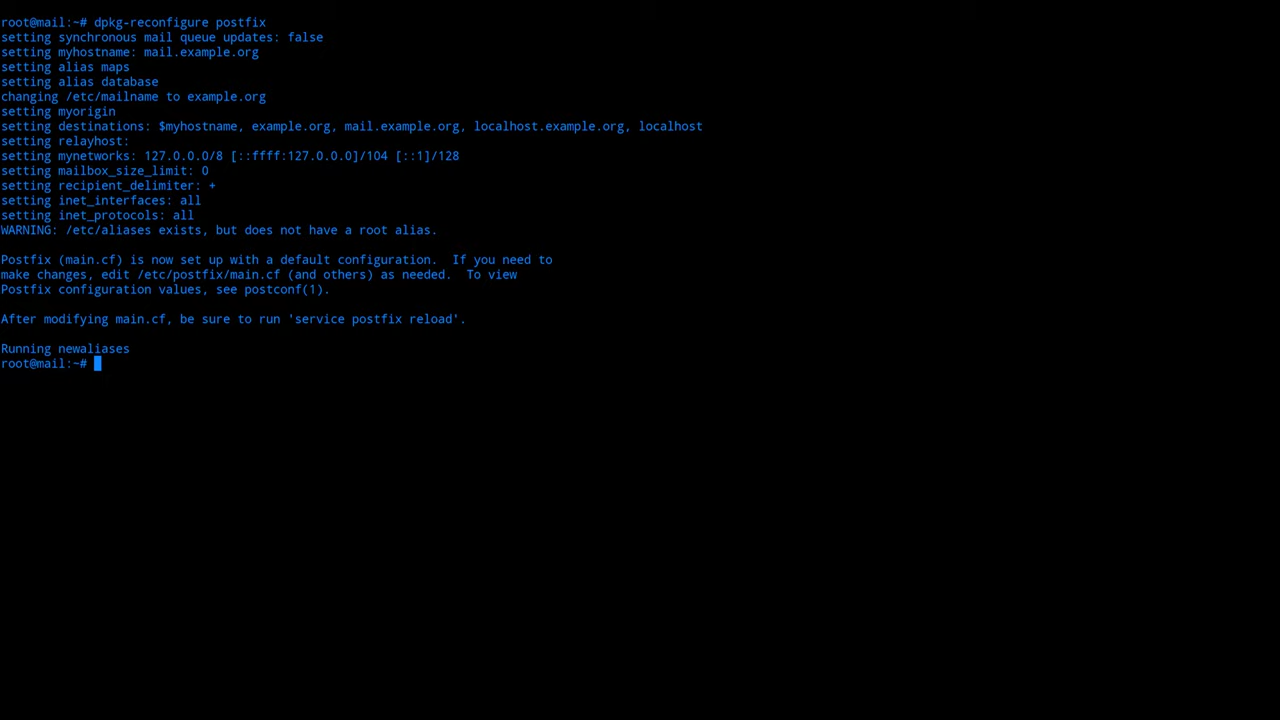 root@mail:~# dpkg-reconfigure postfix
setting synchronous mail queue updates: false
setting myhostname: mail.example.org
setting alias maps
setting alias database
changing /etc/mailname to example.org
setting myorigin
setting destinations: $myhostname, example.org, mail.example.org, localhost.example.org, localhost
setting relayhost:
setting mynetworks: 127.0.0.0/8 [::ffff:127.0.0.0]/104 [::1]/128
setting mailbox_size_limit: 0
setting recipient_delimiter: +
setting inet_interfaces: all
setting inet_protocols: all
WARNING: /etc/aliases exists, but does not have a root alias.
Postfix (main.cf) is now set up with a default configuration.  If you need to
make changes, edit /etc/postfix/main.cf (and others) as needed.  To view
Postfix configuration values, see postconf(1).
After modifying main.cf, be sure to run 'service postfix reload'.
Running newaliases
root@mail:~#